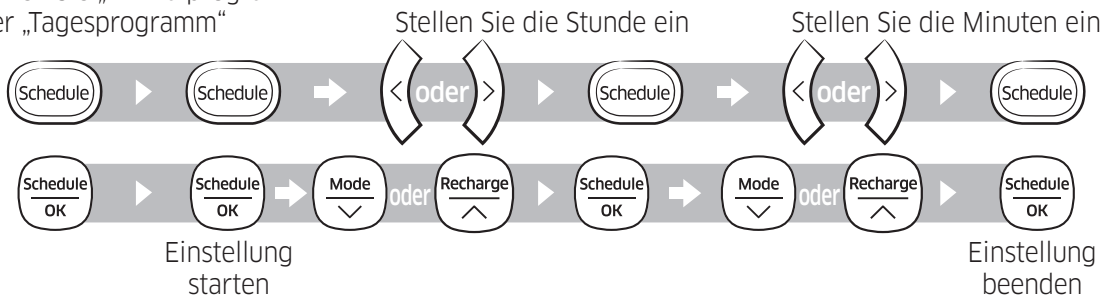 er „Tagesprogramm“
Stellen Sie die Stunde ein
Stellen Sie die Minuten ein
Schedule Schedule oder Schedule oder Schedule
Schedule Schedule Mode oder Recharge Schedule Mode oder Recharge Schedule
OK OK OK OK
Einstellung
starten
Einstellung
beenden